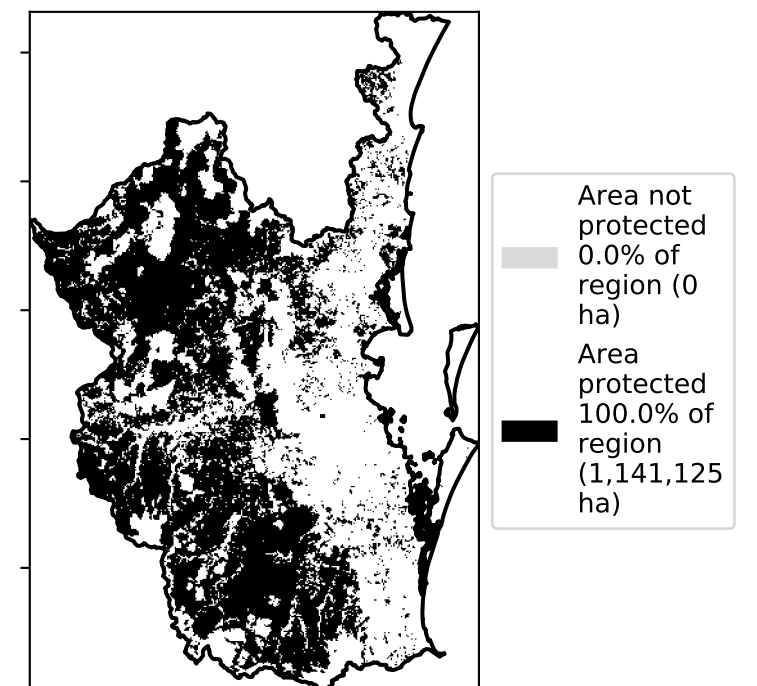 Area not
protected
0.0% of
region (0
ha)
Area
protected
100.0% of
region
(1,141,125
ha)